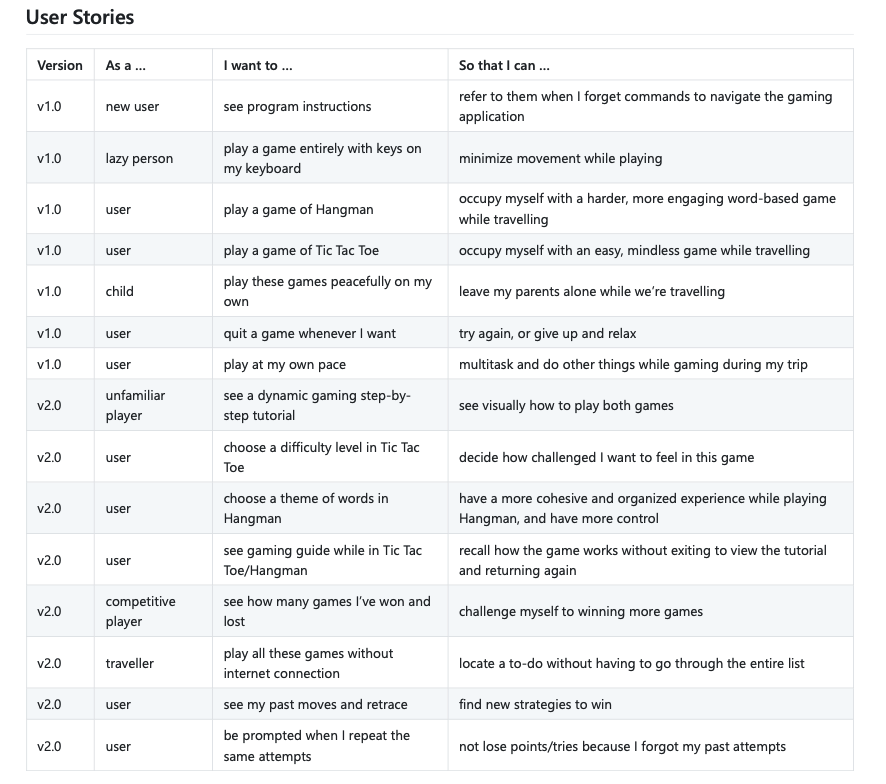 User Stories
Version As a ... I want to ... So that I can ...
v1.0 new user see program instructions refer to them when I forget commands to navigate the gaming
application
v1.0 lazy person play a game entirely with keys on
my keyboard minimize movement while playing
v1.0 user play a game of Hangman occupy myself with a harder, more engaging word-based game
while travelling
v1.0 user play a game of Tic Tac Toe occupy myself with an easy, mindless game while travelling
v1.0 child play these games peacefully on my
own leave my parents alone while we’re travelling
v1.0 user quit a game whenever I want try again, or give up and relax
v1.0 user play at my own pace multitask and do other things while gaming during my trip
v2.0 unfamiliar
player see a dynamic gaming step-by-
step tutorial see visually how to play both games
v2.0 user choose a difficulty level in Tic Tac
Toe decide how challenged I want to feel in this game
v2.0 user choose a theme of words in
Hangman have a more cohesive and organized experience while playing
Hangman, and have more control
v2.0 user see gaming guide while in Tic Tac
Toe/Hangman recall how the game works without exiting to view the tutorial
and returning again
v2.0 competitive
player see how many games I’ve won and
lost challenge myself to winning more games
v2.0 traveller play all these games without
internet connection locate a to-do without having to go through the entire list
v2.0 user see my past moves and retrace find new strategies to win
v2.0 user be prompted when I repeat the
same attempts not lose points/tries because I forgot my past attempts